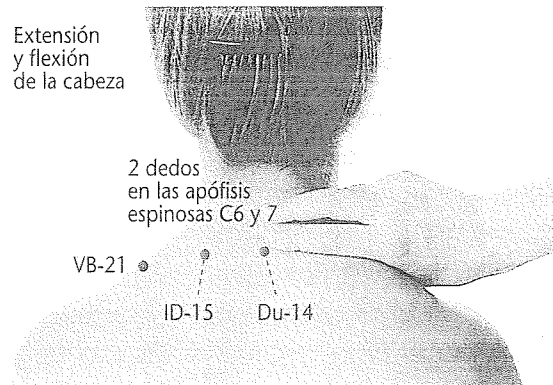 Extensión
y flexión
de la cabeza
2 dedos
en las apófisis
espinosas C6 y 7
VB-21
ID-15
Du-14